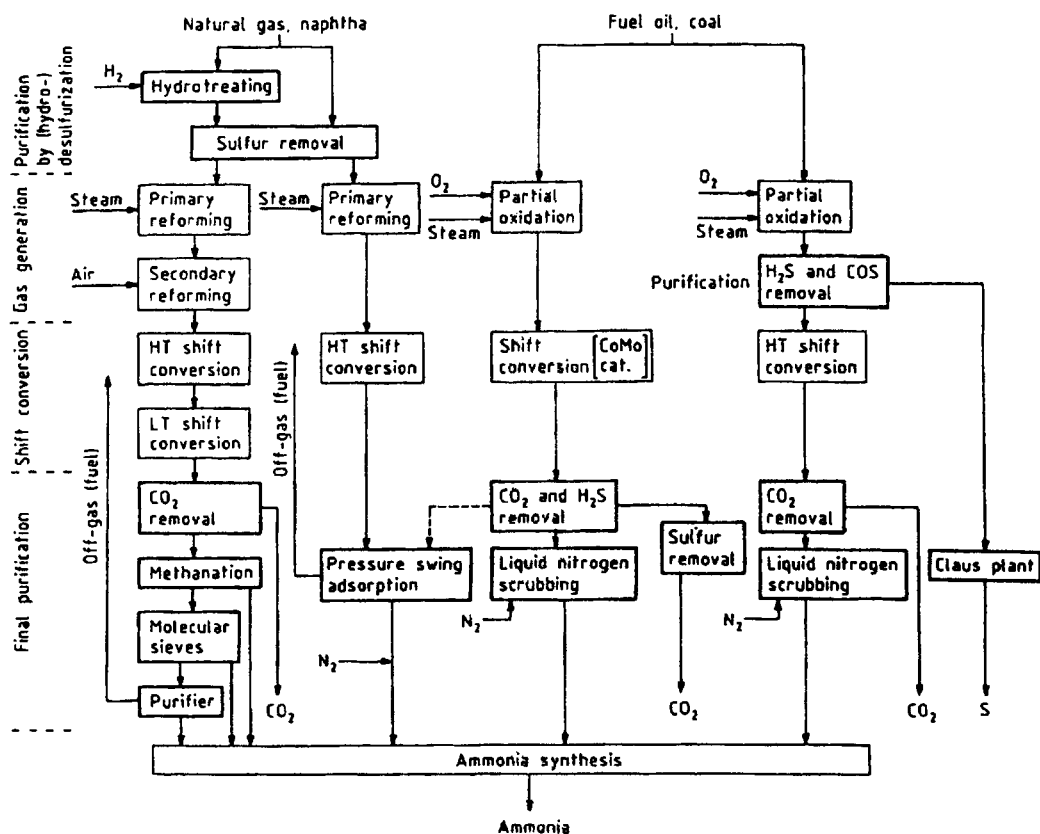 Natural gas, naphtha
Fuel oil, coal
Purification
by (hydro-)
desulfurization
H2
Hydrotreating
Sulfur removal
Gas generation
Steam
Primary
reforming
Steam
Primary
reforming
O2
Steam
Partial
oxidation
O2
Steam
Partial
oxidation
Air
Secondary
reforming
Purification
H2S and COS
removal
Shift conversion
HT shift
conversion
HT shift
conversion
Shift
conversion
[CoMo
cat.]
HT shift
conversion
LT shift
conversion
Off-gas (fuel)
Off-gas (fuel)
Final purification
CO2
removal
CO2 and H2S
removal
CO2
removal
Methanation
Pressure swing
adsorption
Liquid nitrogen
scrubbing
Sulfur
removal
Liquid nitrogen
scrubbing
Claus plant
Molecular
sieves
N2
N2
N2
Purifier
CO2
CO2
CO2
S
Ammonia synthesis
Ammonia